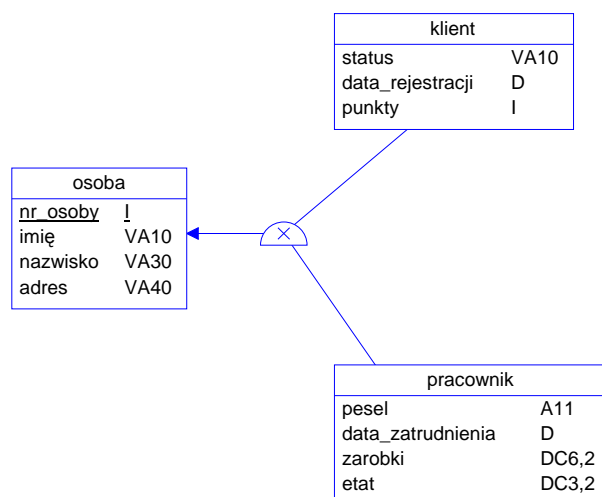 klient
status VA10
data_rejestracji D
punkty I
osoba
nr_osoby I
imię VA10
nazwisko VA30
adres VA40
pracownik
pesel A11
data_zatrudnienia D
zarobki DC6,2
etat DC3,2